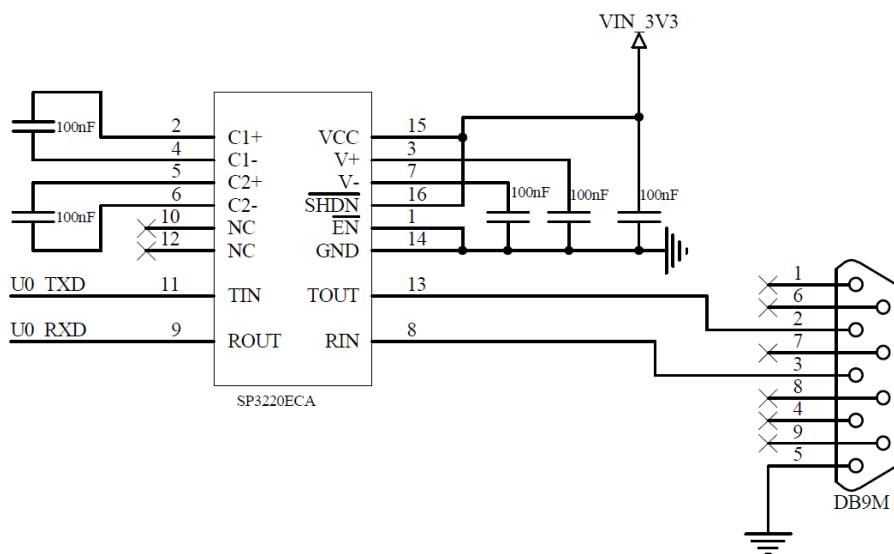 VIN_3V3
100nF
2
C1+
VCC
15
4
C1-
V+
3
5
C2+
V-
7
100nF
6
C2-
SHDN
16
100nF
100nF
100nF
10
NC
EN
1
12
NC
GND
14
U0_TXD
11
TIN
TOUT
13
U0_RXD
9
ROUT
RIN
8
SP3220ECA
1
6
2
7
3
8
4
9
5
DB9M